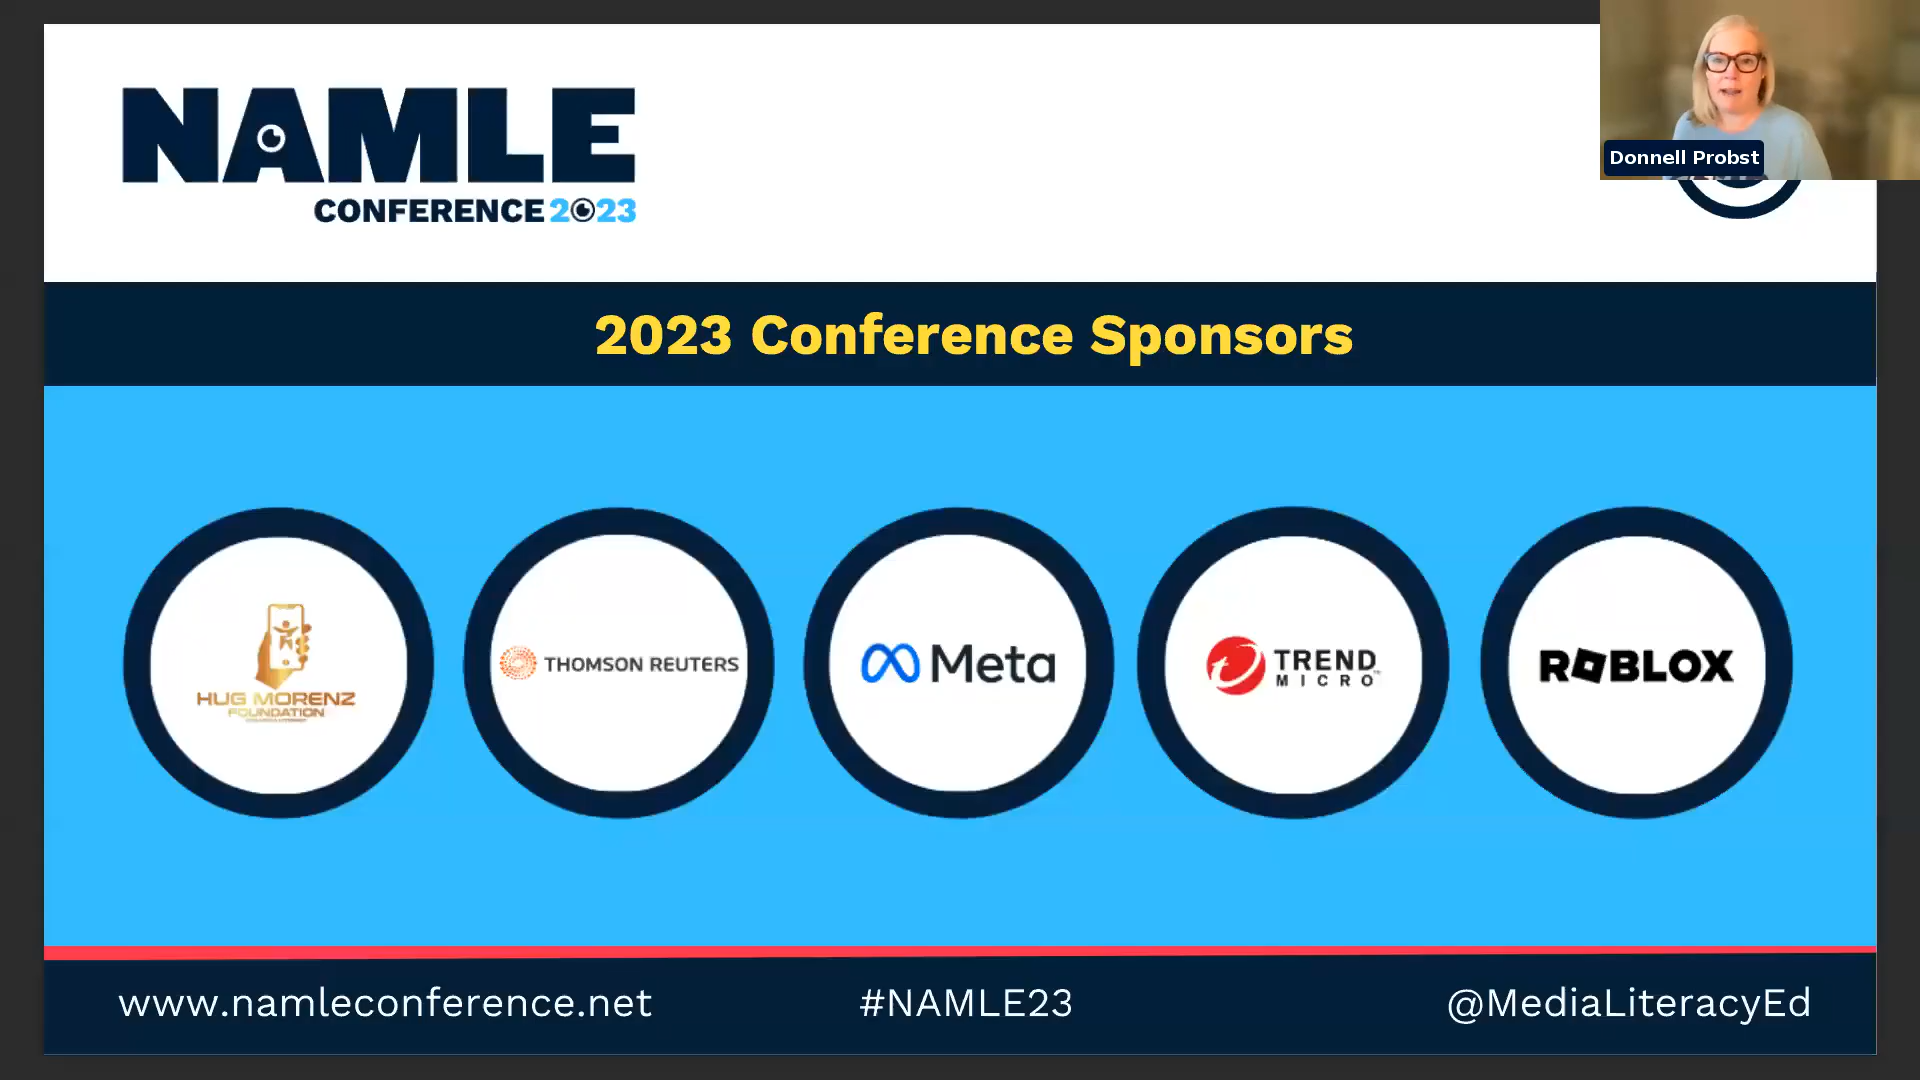 NAMLE
CONFERENCE 2023
Donnell Probst
2023 Conference Sponsors
HUG MORENZ
FOUNDATION
THOMSON REUTERS
Meta
TREND
MICRO™
ROBLOX
www.namleconference.net
#NAMLE23
@MediaLiteracyEd